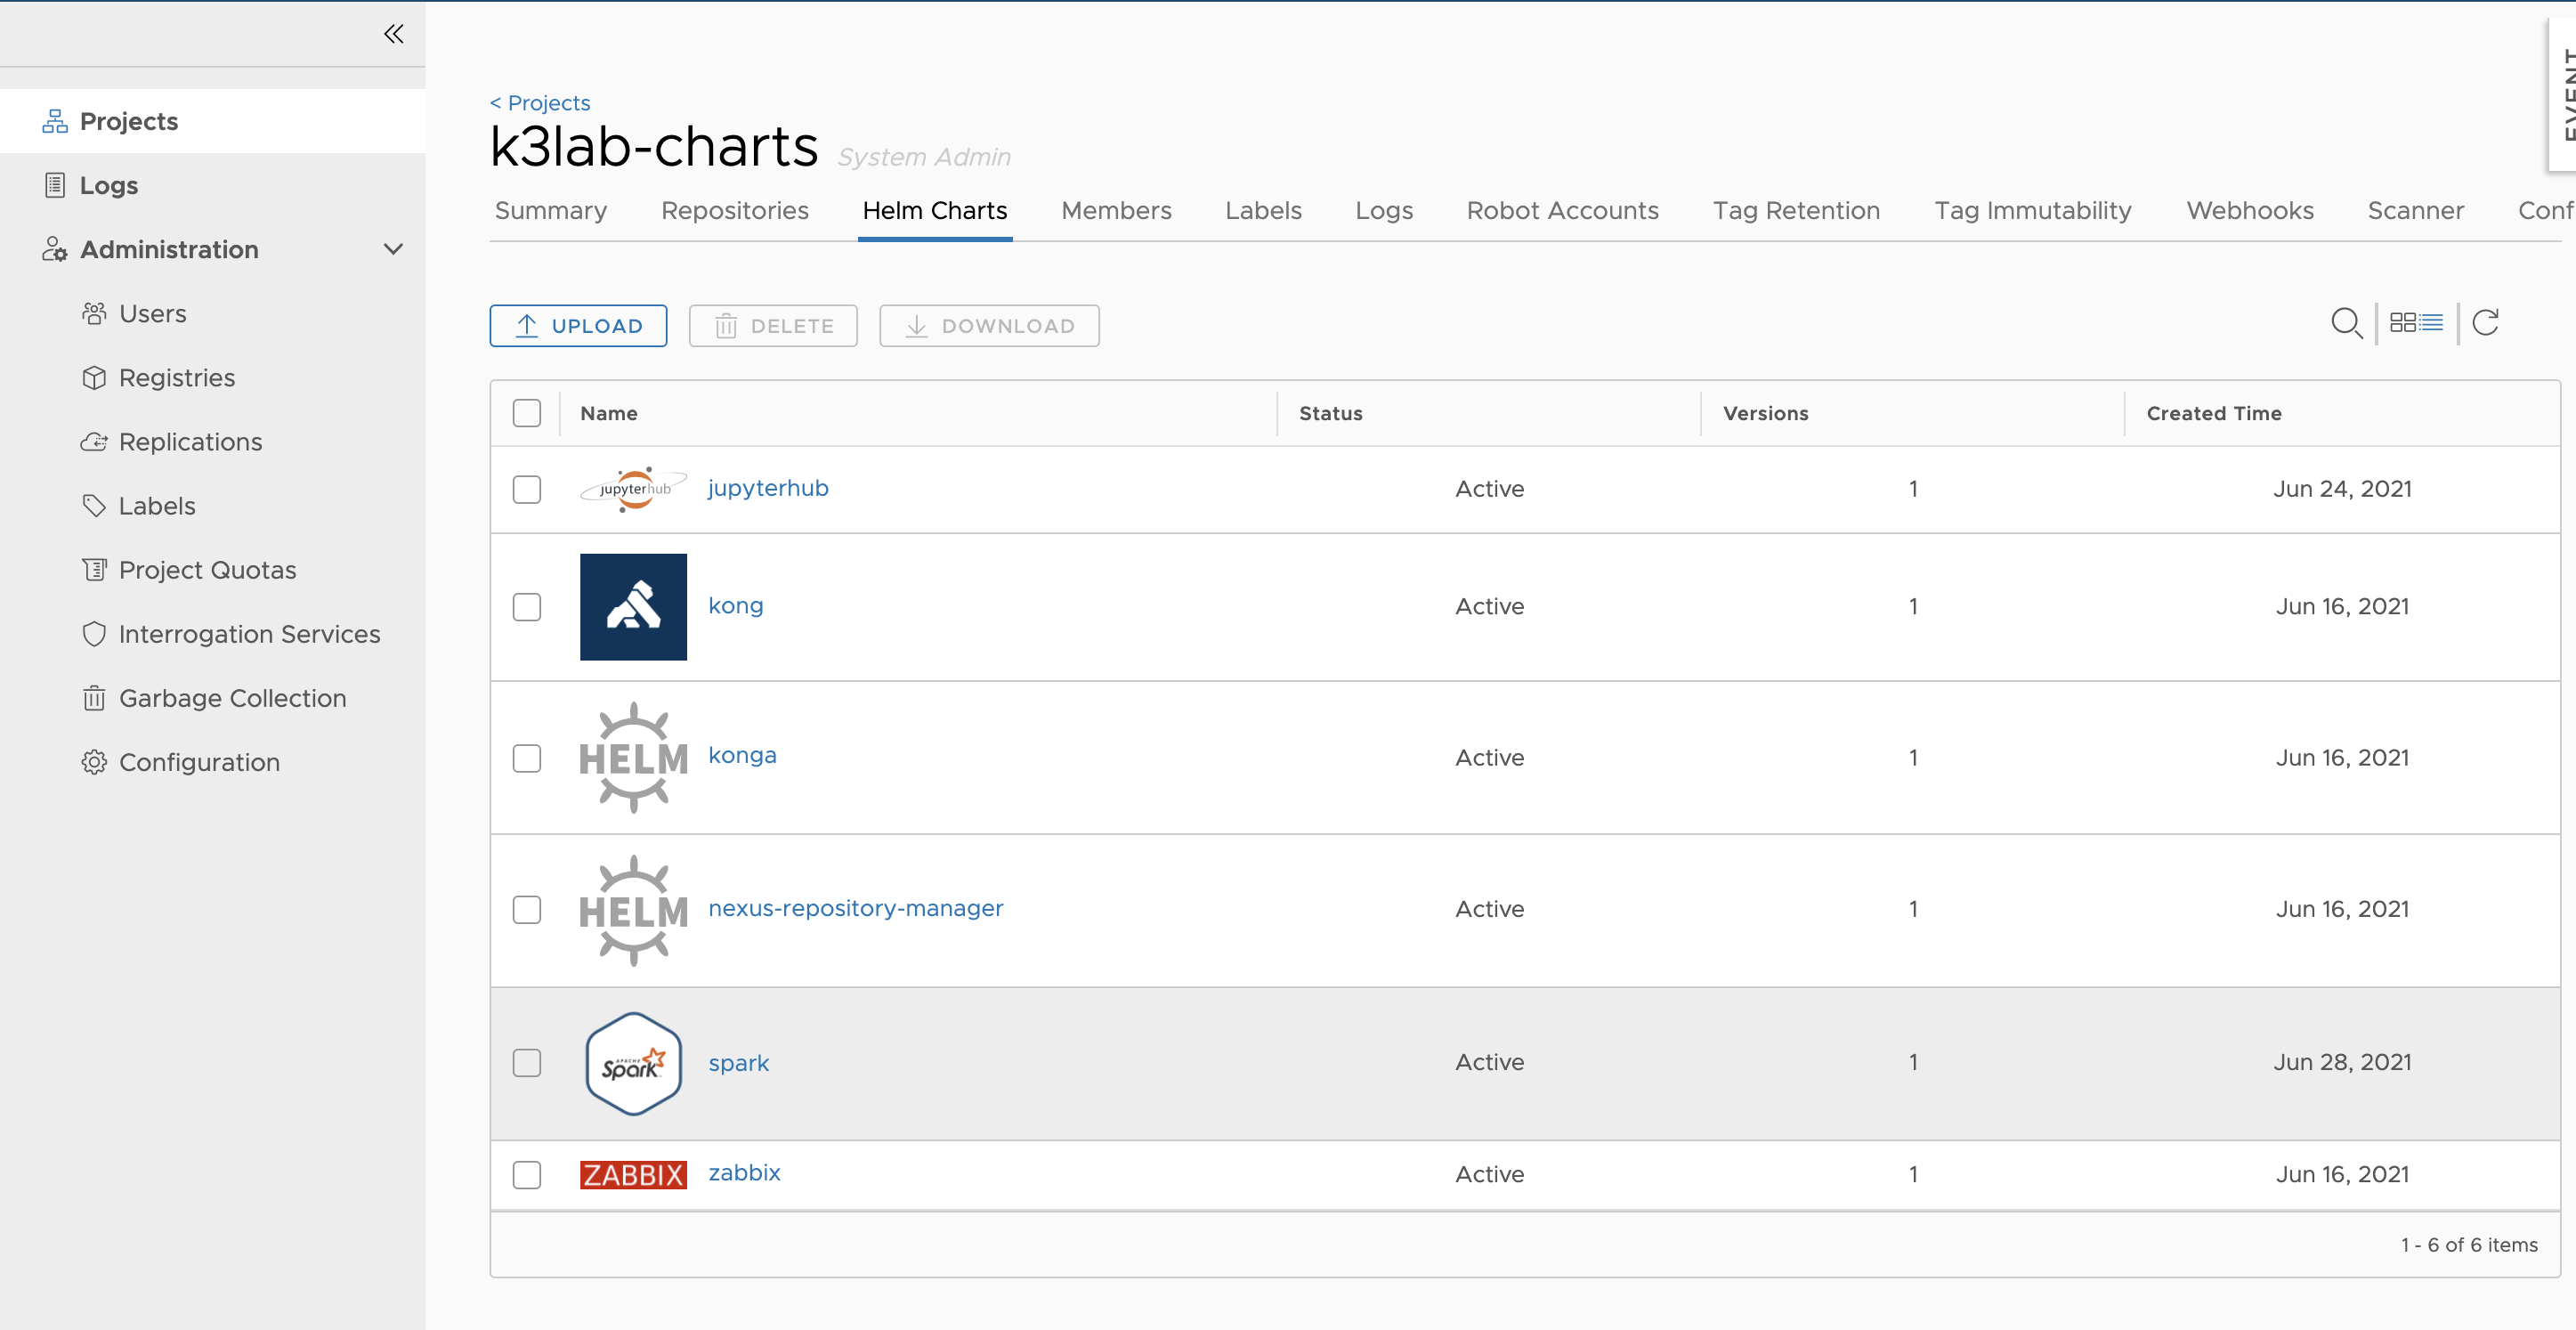 EVENT
Projects
Logs
Administration
Users
Registries
Replications
Labels
Project Quotas
Interrogation Services
Garbage Collection
Configuration
< Projects
k3lab-charts System Admin
Summary Repositories Helm Charts Members Labels Logs Robot Accounts Tag Retention Tag Immutability Webhooks Scanner Conf
UPLOAD DELETE DOWNLOAD
Name Status Versions Created Time
jupyterhub jupyterhub Active 1 Jun 24, 2021
kong Active 1 Jun 16, 2021
HELM konga Active 1 Jun 16, 2021
HELM nexus-repository-manager Active 1 Jun 16, 2021
APACHE Spark spark Active 1 Jun 28, 2021
ZABBIX zabbix Active 1 Jun 16, 2021
1 - 6 of 6 items